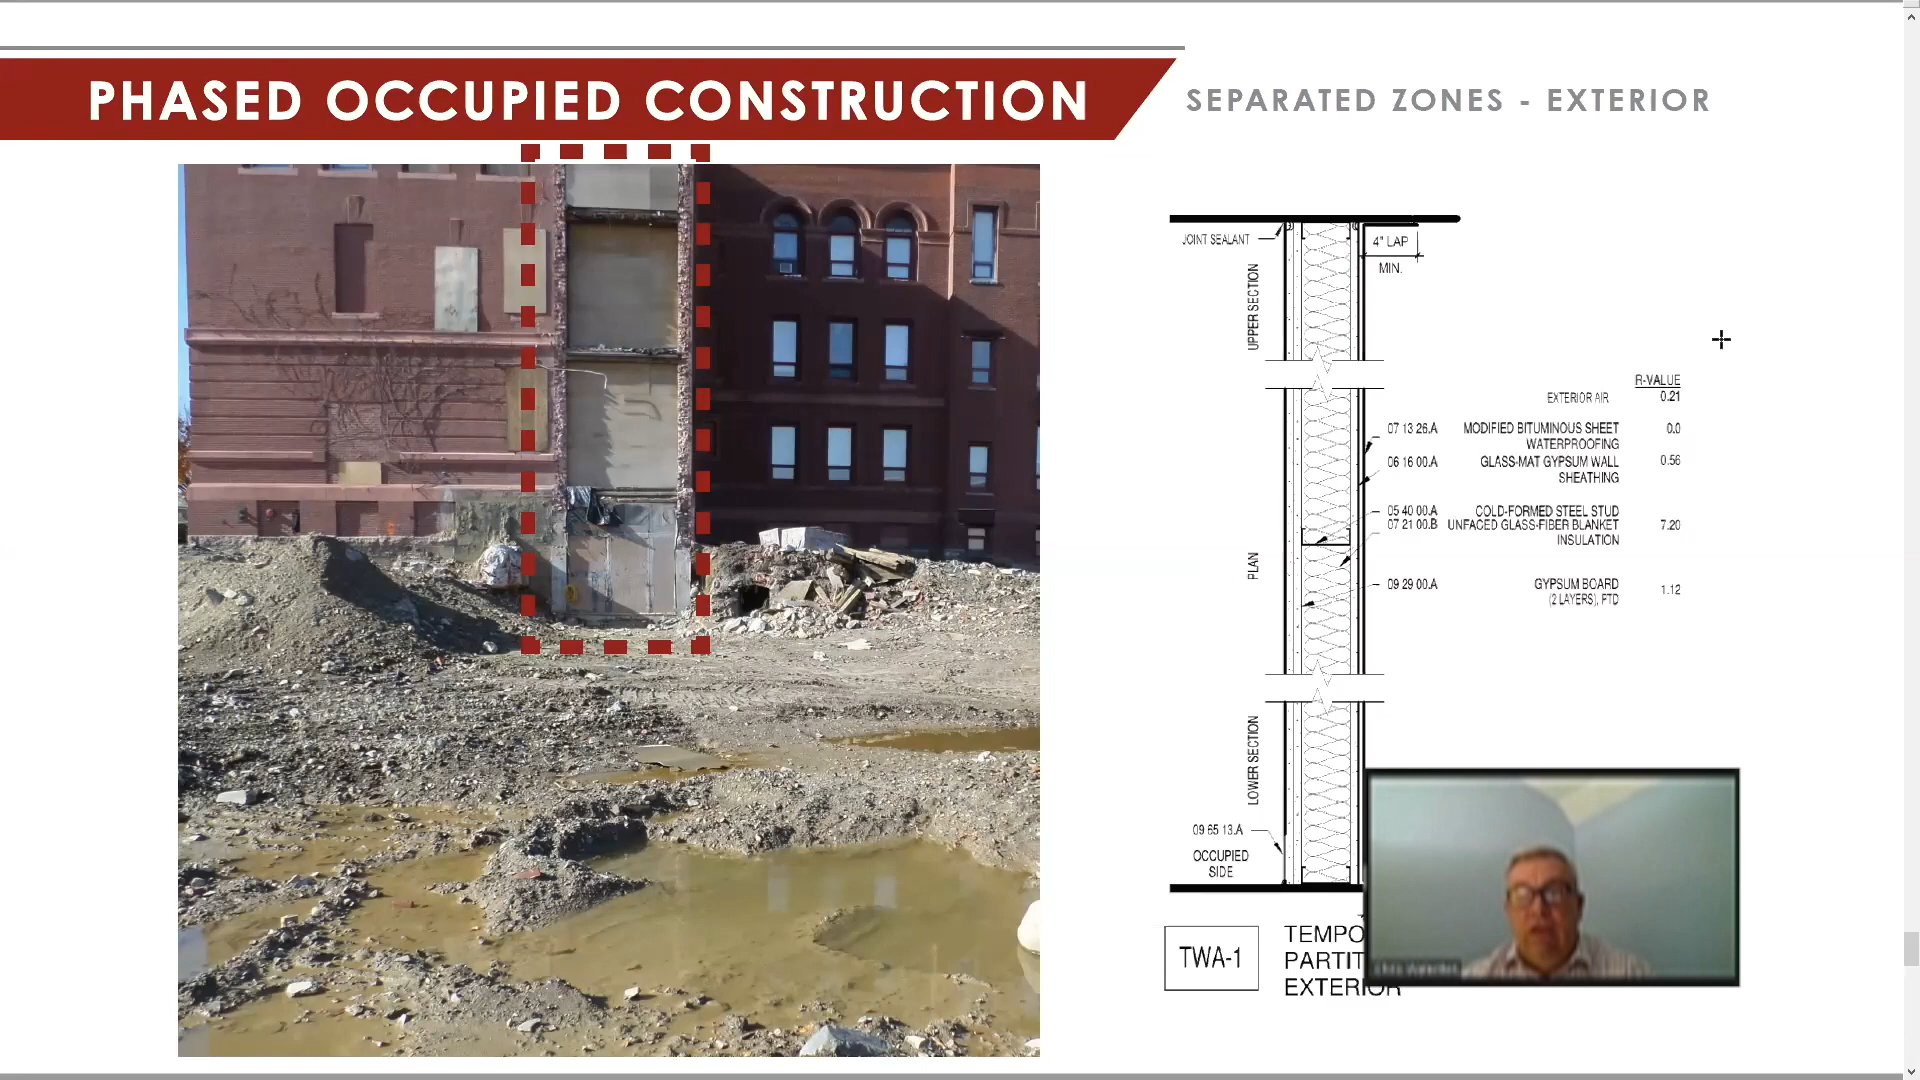 PHASED OCCUPIED CONSTRUCTION
SEPARATED ZONES - EXTERIOR
JOINT SEALANT
4" LAP
MIN.
UPPER SECTION
R-VALUE
EXTERIOR AIR 0.21
07 13 26.A MODIFIED BITUMINOUS SHEET 0.0
WATERPROOFING
06 16 00.A GLASS-MAT GYPSUM WALL 0.56
SHEATHING
05 40 00.A COLD-FORMED STEEL STUD
07 21 00.B UNFACED GLASS-FIBER BLANKET 7.20
INSULATION
PLAN
09 29 00.A GYPSUM BOARD 1.12
(2 LAYERS), PTD
LOWER SECTION
09 65 13.A
OCCUPIED
SIDE
TWA-1
TEMPO
PARTIT
EXTERIOR